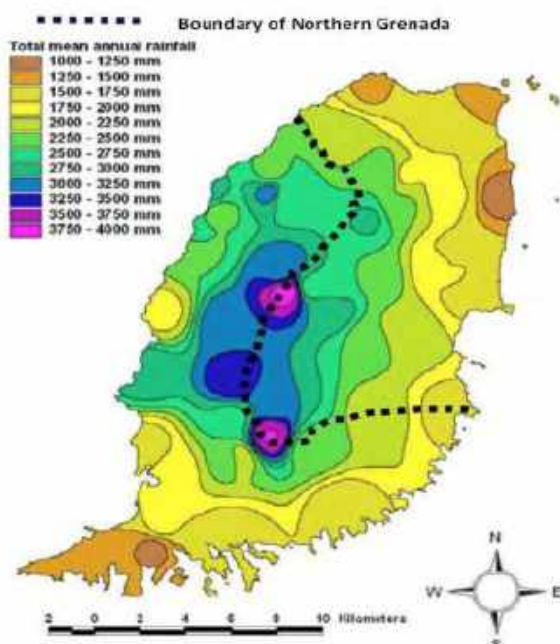 Boundary of Northern Grenada
Total mean annual rainfall
1000 - 1250 mm
1250 - 1500 mm
1500 - 1750 mm
1750 - 2000 mm
2000 - 2250 mm
2250 - 2500 mm
2500 - 2750 mm
2750 - 3000 mm
3000 - 3250 mm
3250 - 3500 mm
3500 - 3750 mm
3750 - 4000 mm
N
W E
S
2 0 2 4 6 8 10 Kilometers